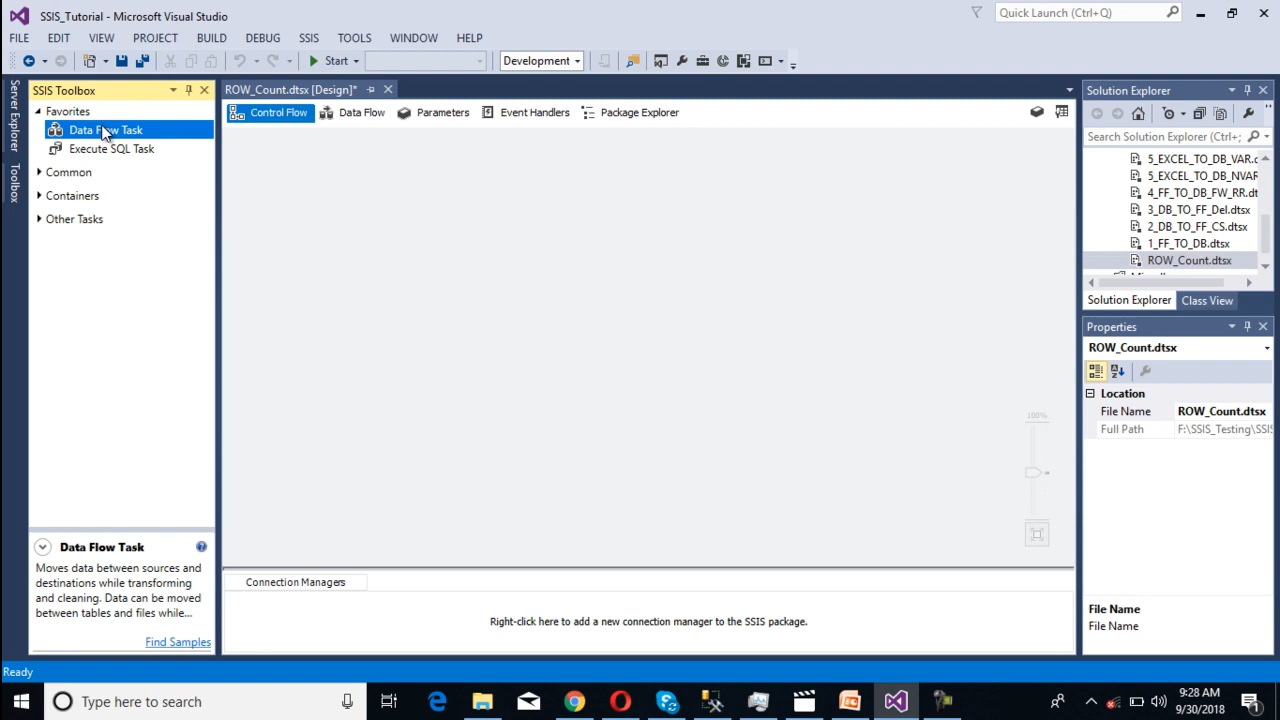 SSIS_Tutorial - Microsoft Visual Studio
Quick Launch (Ctrl+Q)
FILE EDIT VIEW PROJECT BUILD DEBUG SSIS TOOLS WINDOW HELP
Start
Development
Server Explorer
Toolbox
SSIS Toolbox
Favorites
Data Flow Task
Execute SQL Task
Common
Containers
Other Tasks
Data Flow Task
Moves data between sources and
destinations while transforming
and cleaning. Data can be moved
between tables and files while...
Find Samples
ROW_Count.dtsx [Design]*
Control Flow Data Flow Parameters Event Handlers Package Explorer
100%
Connection Managers
Right-click here to add a new connection manager to the SSIS package.
Solution Explorer
Search Solution Explorer (Ctrl+;
5_EXCEL_TO_DB_VAR.
5_EXCEL_TO_DB_NVAR
4_FF_TO_DB_FW_RR.dt
3_DB_TO_FF_Del.dtsx
2_DB_TO_FF_CS.dtsx
1_FF_TO_DB.dtsx
ROW_Count.dtsx
Solution Explorer Class View
Properties
ROW_Count.dtsx
Location
File Name ROW_Count.dtsx
Full Path F:\SSIS_Testing\SSIS
File Name
File Name
Ready
Type here to search
9:28 AM
9/30/2018
1